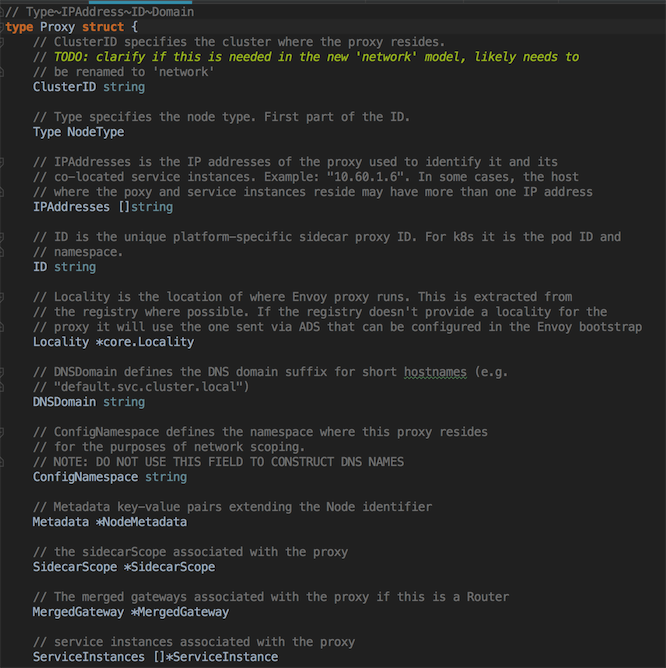 // Type~IPAddress~ID~Domain
type Proxy struct {
// ClusterID specifies the cluster where the proxy resides.
// TODO: clarify if this is needed in the new 'network' model, likely needs to
// be renamed to 'network'
ClusterID string
// Type specifies the node type. First part of the ID.
Type NodeType
// IPAddresses is the IP addresses of the proxy used to identify it and its
// co-located service instances. Example: "10.60.1.6". In some cases, the host
// where the poxy and service instances reside may have more than one IP address
IPAddresses []string
// ID is the unique platform-specific sidecar proxy ID. For k8s it is the pod ID and
// namespace.
ID string
// Locality is the location of where Envoy proxy runs. This is extracted from
// the registry where possible. If the registry doesn't provide a locality for the
// proxy it will use the one sent via ADS that can be configured in the Envoy bootstrap
Locality *core.Locality
// DNSDomain defines the DNS domain suffix for short hostnames (e.g.
// "default.svc.cluster.local")
DNSDomain string
// ConfigNamespace defines the namespace where this proxy resides
// for the purposes of network scoping.
// NOTE: DO NOT USE THIS FIELD TO CONSTRUCT DNS NAMES
ConfigNamespace string
// Metadata key-value pairs extending the Node identifier
Metadata *NodeMetadata
// the sidecarScope associated with the proxy
SidecarScope *SidecarScope
// The merged gateways associated with the proxy if this is a Router
MergedGateway *MergedGateway
// service instances associated with the proxy
ServiceInstances []*ServiceInstance